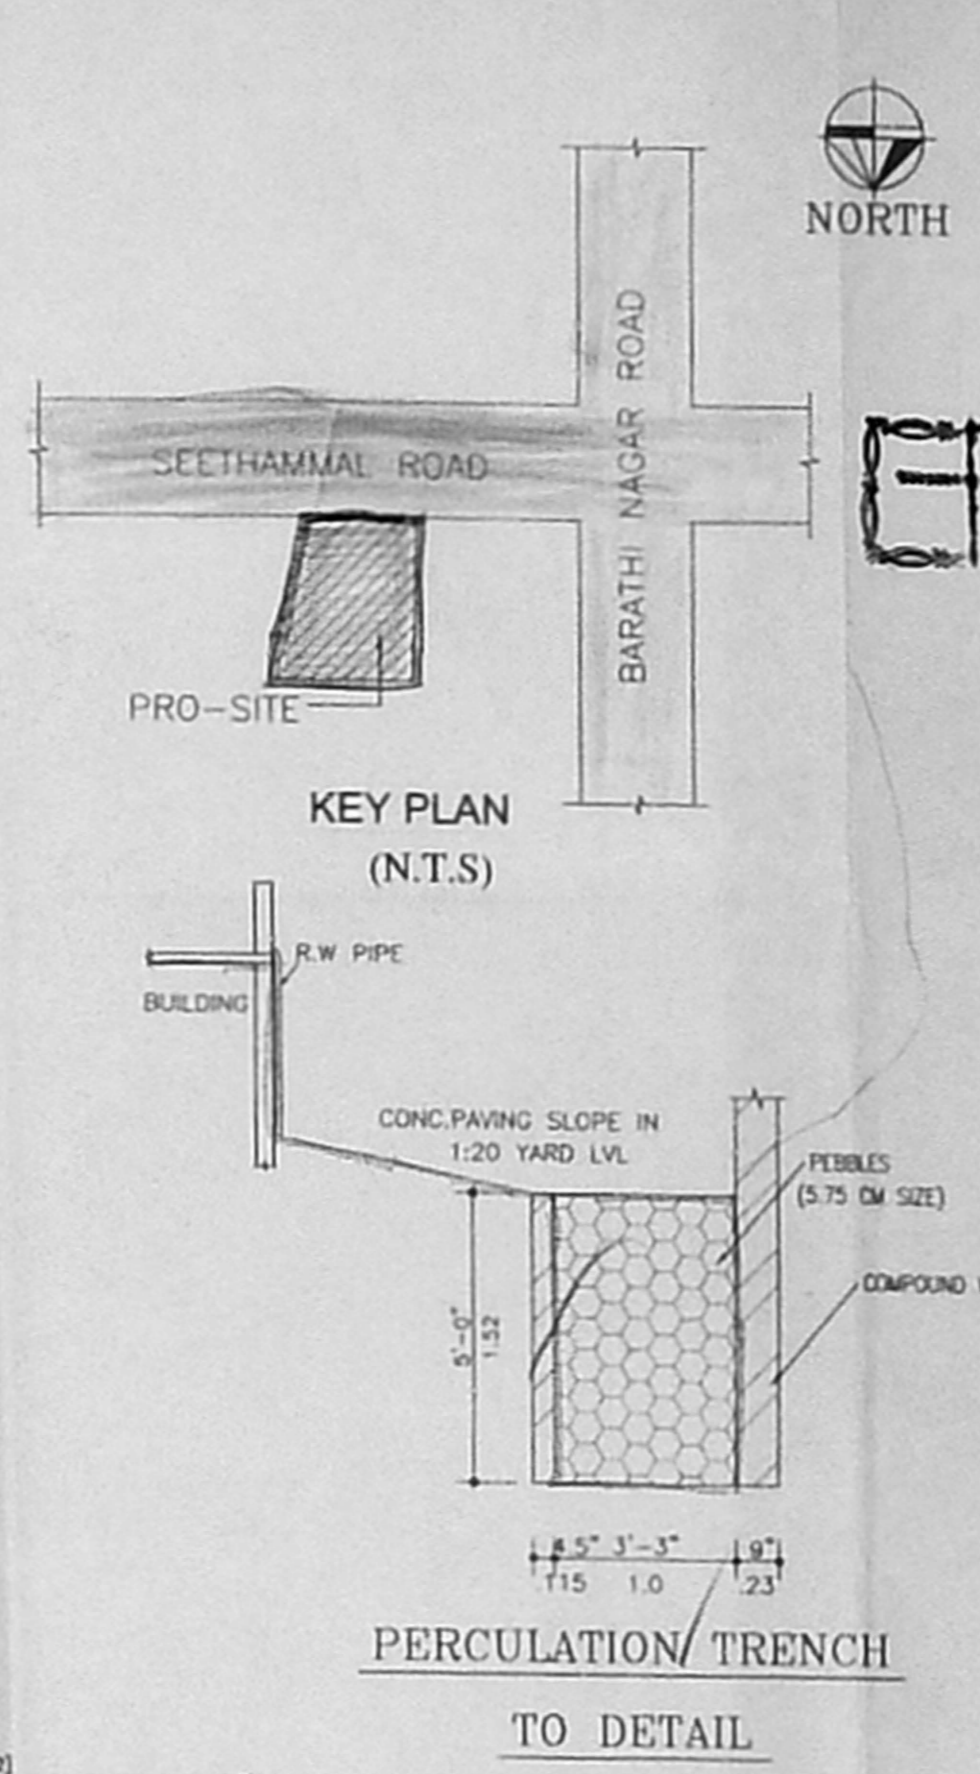 NORTH
BARATHI NAGAR ROAD
SEETHAMMAL ROAD
PRO-SITE
KEY PLAN
(N.T.S)
R.W PIPE
BUILDING
CONC.PAVING SLOPE IN
1:20 YARD LVL
PEBBLES
(5.75 CM SIZE)
COMPOUND
5'-0"
1.52
4.5" 3'-3" 9"
.115 1.0 .23
PERCULATION TRENCH
TO DETAIL